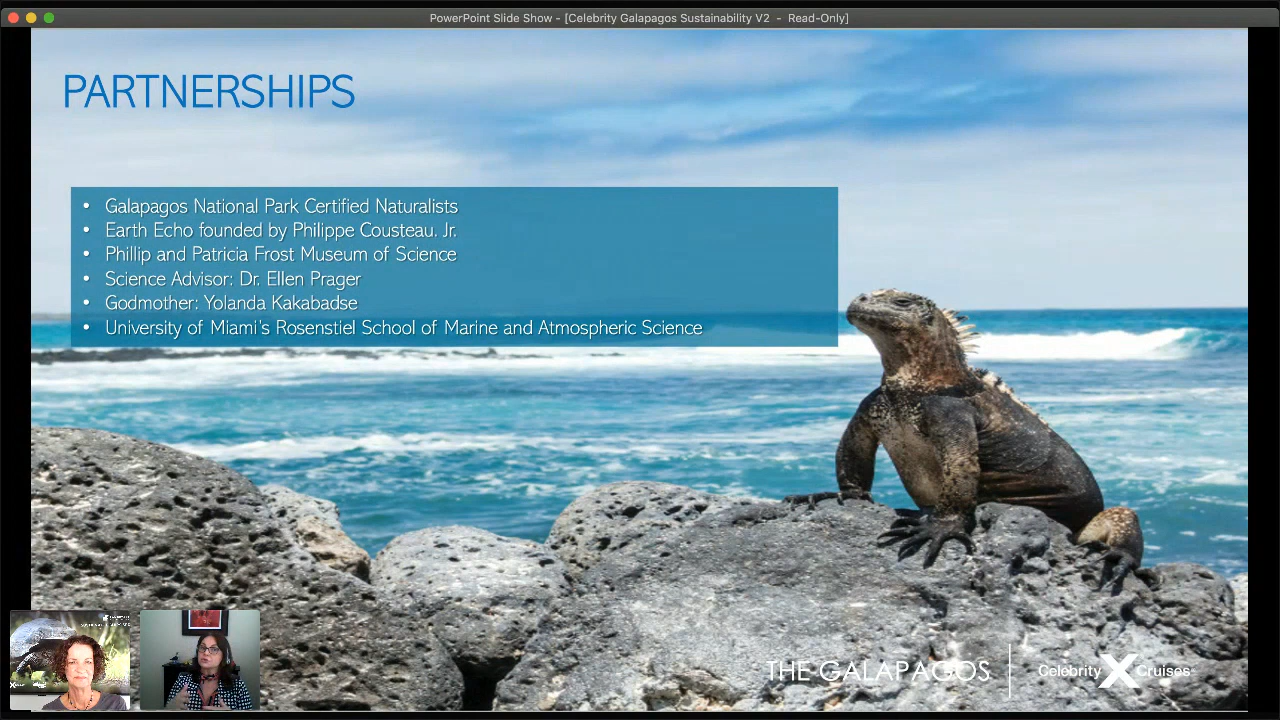 PowerPoint Slide Show - [Celebrity Galapagos Sustainability V2 - Read-Only]
PARTNERSHIPS
• Galapagos National Park Certified Naturalists
• Earth Echo founded by Philippe Cousteau. Jr.
• Phillip and Patricia Frost Museum of Science
• Science Advisor: Dr. Ellen Prager
• Godmother: Yolanda Kakabadse
• University of Miami's Rosenstiel School of Marine and Atmospheric Science
THE GALAPAGOS
Celebrity X Cruises